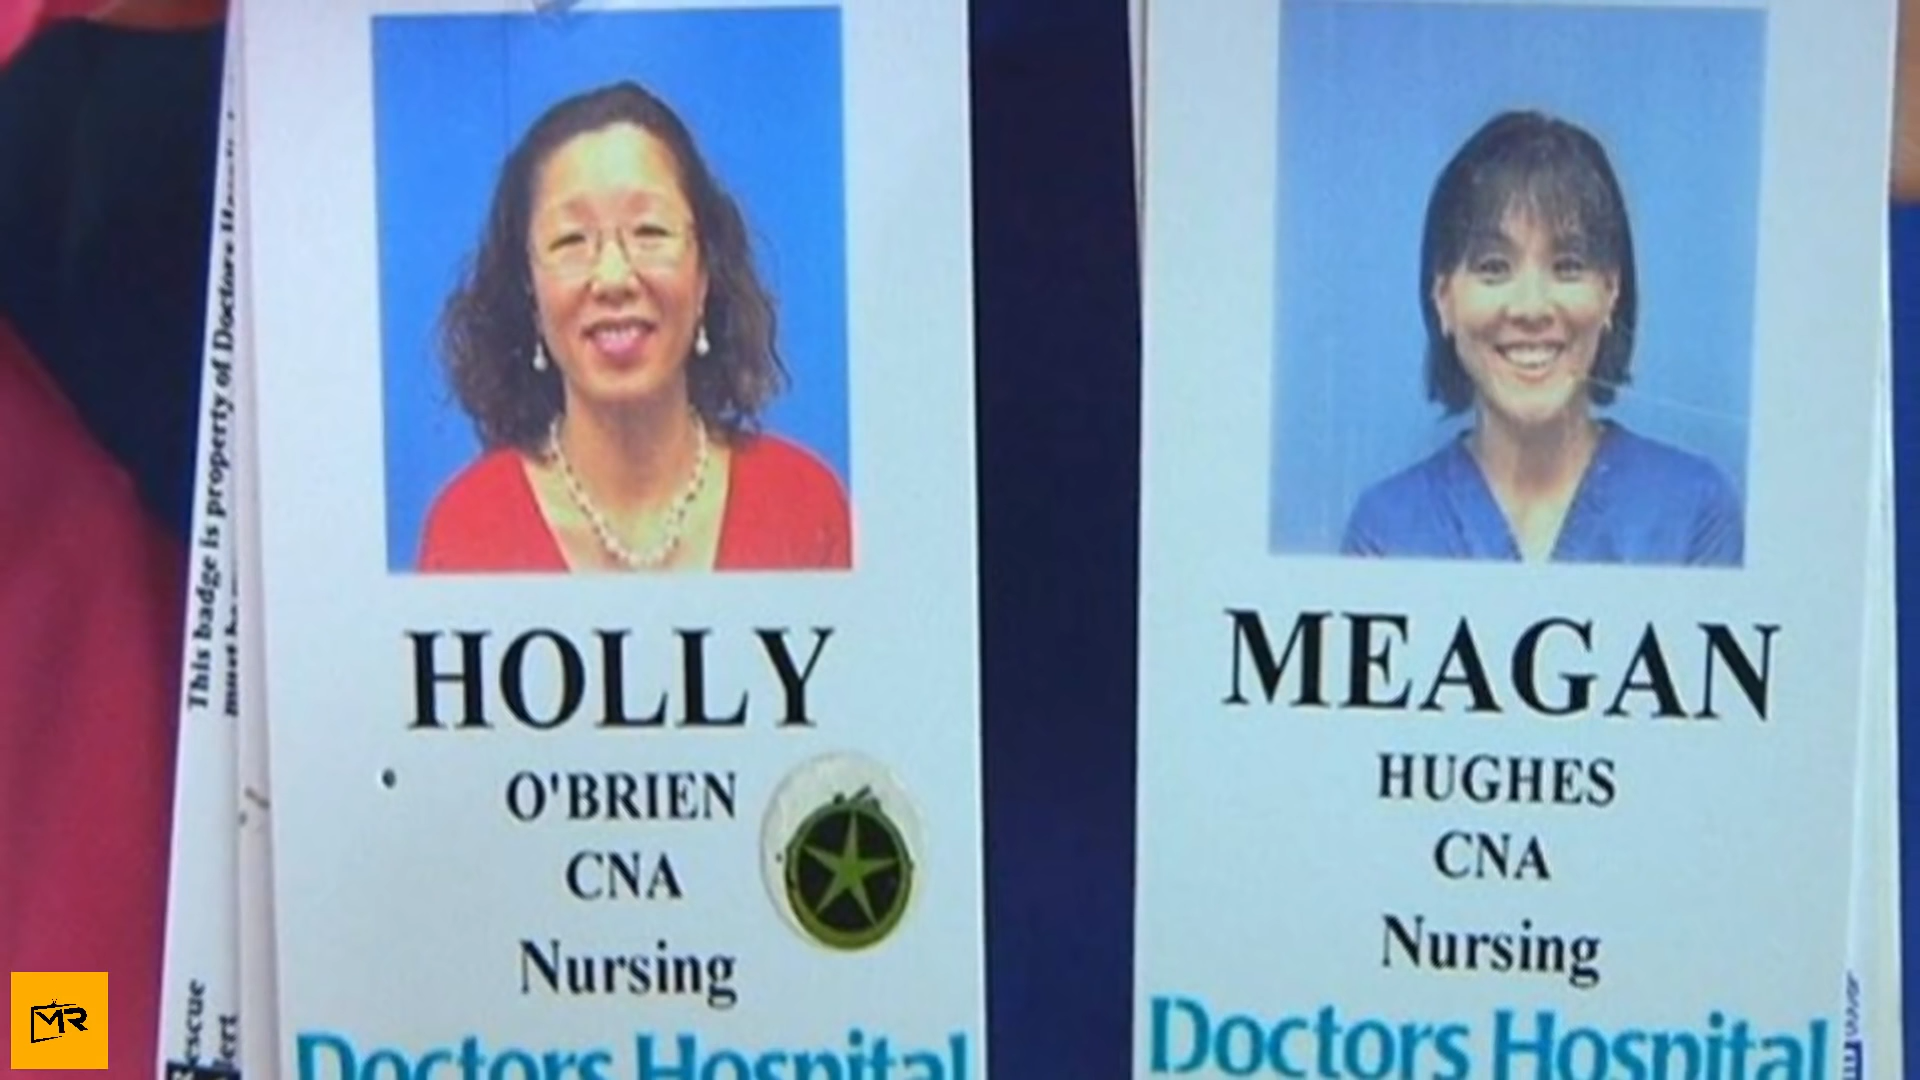 This badge is property of Doctors
Rescue
HOLLY
O'BRIEN
CNA
Nursing
Doctors Hospital
MEAGAN
HUGHES
CNA
Nursing
Doctors Hospital
MR